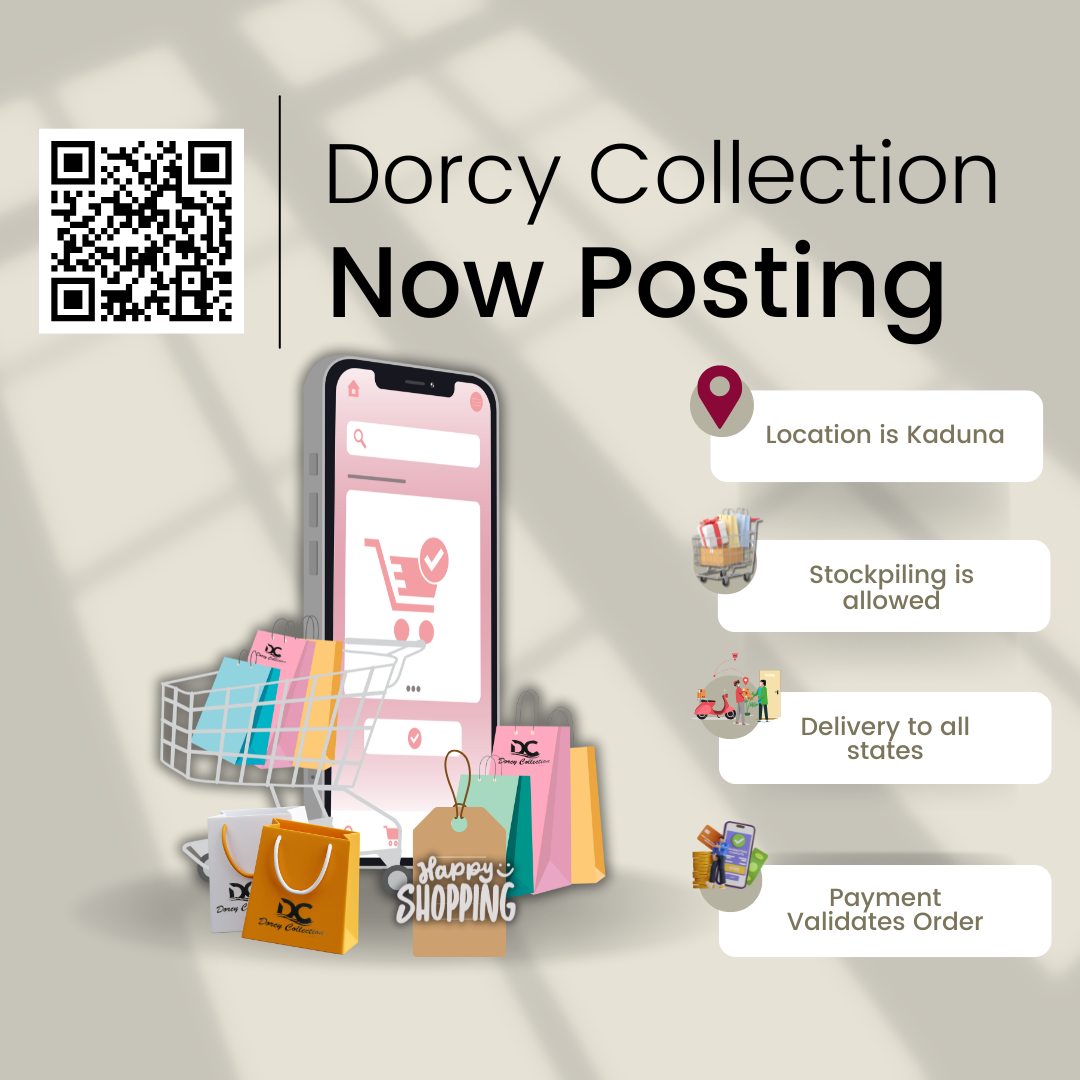 Dorcy Collection
Now Posting
Location is Kaduna
Stockpiling is
allowed
Delivery to all
states
Payment
Validates Order
DC
Dorcy Collection
DC
Dorcy Collection
DC
Dorcy C
DC
Dorcy Collection
Happy
SHOPPING